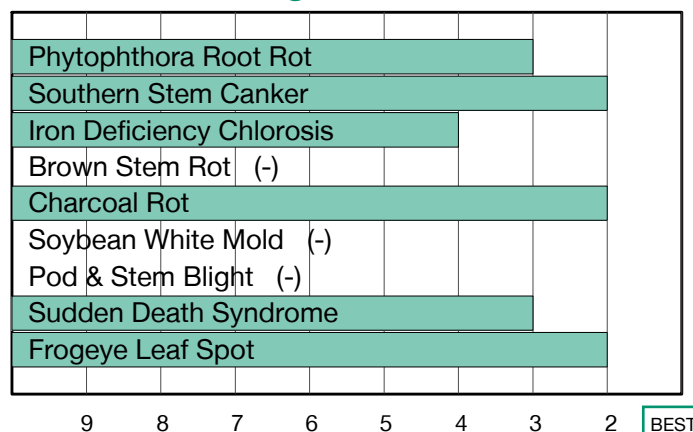 Phytophthora Root Rot
Southern Stem Canker
Iron Deficiency Chlorosis
Brown Stem Rot (-)
Charcoal Rot
Soybean White Mold (-)
Pod & Stem Blight (-)
Sudden Death Syndrome
Frogeye Leaf Spot
9 8 7 6 5 4 3 2 BEST